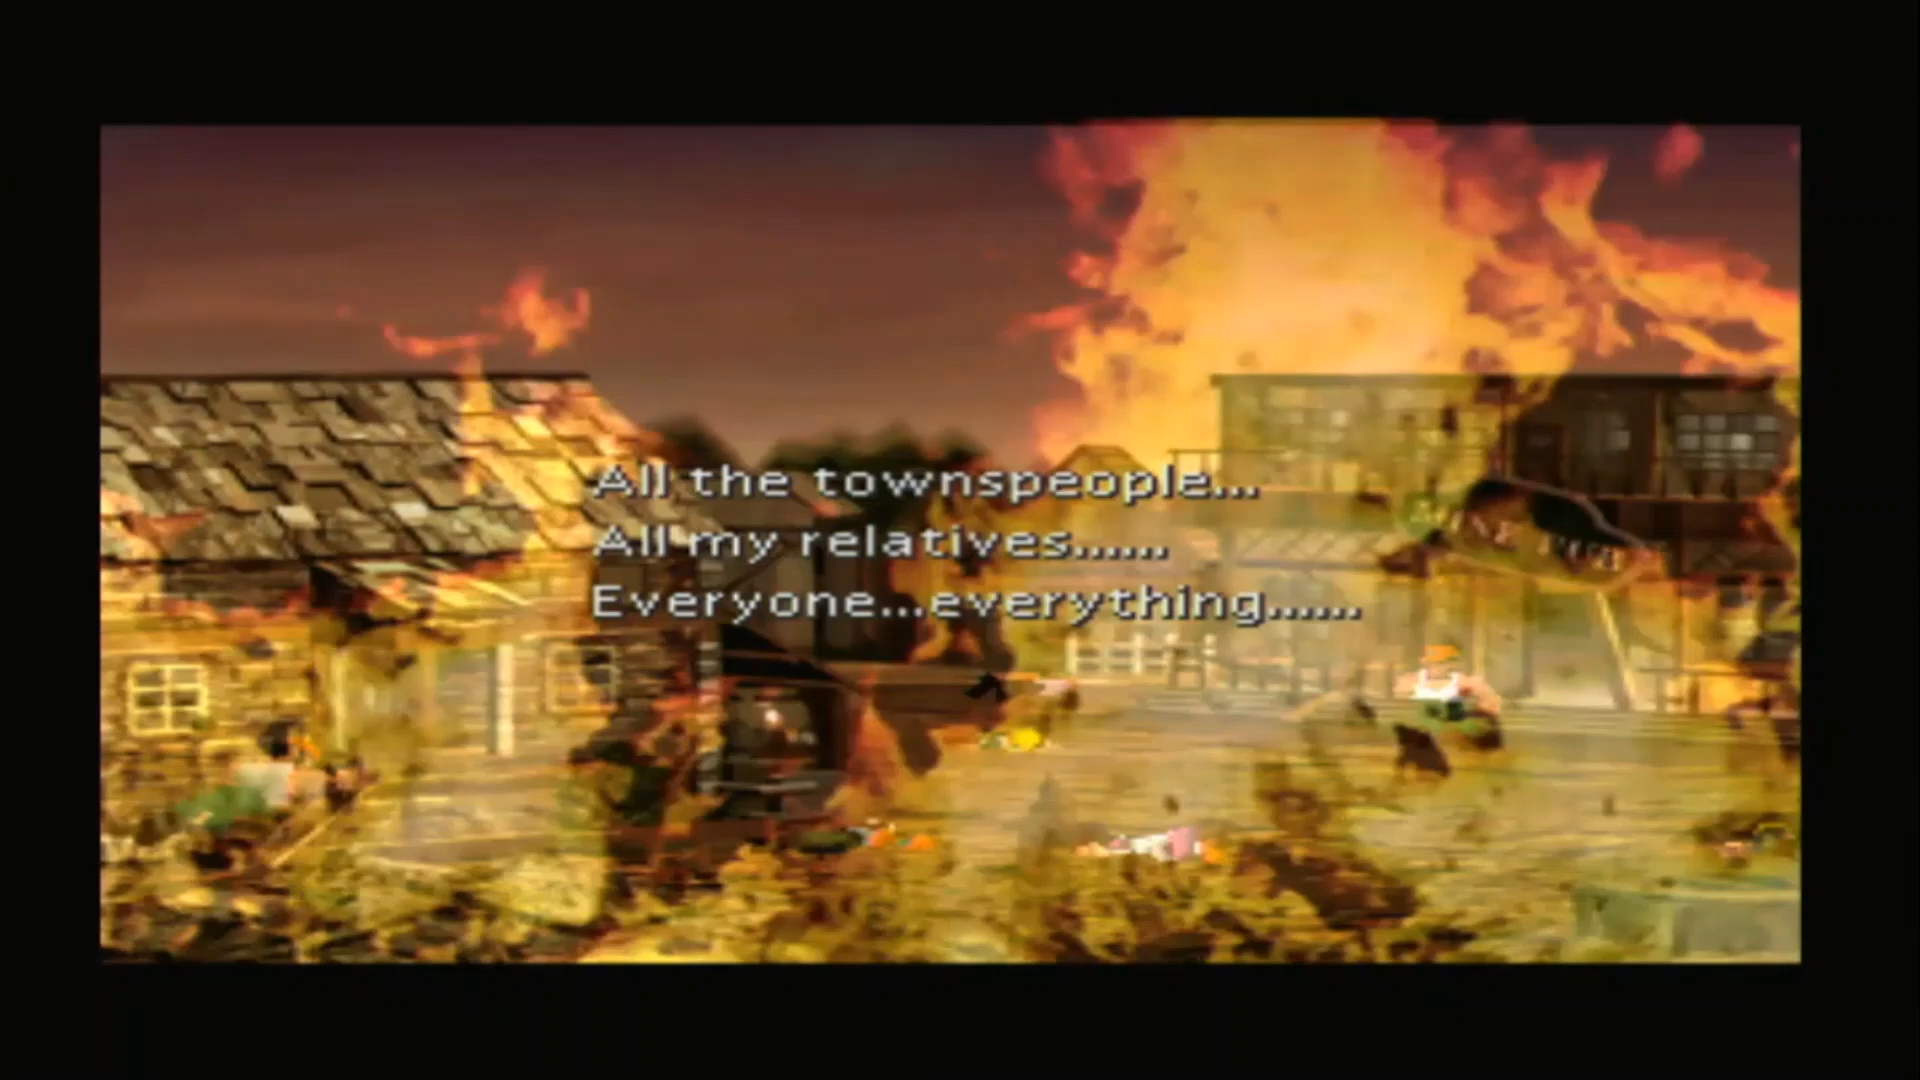 All the townspeople...
All my relatives......
Everyone...everything......